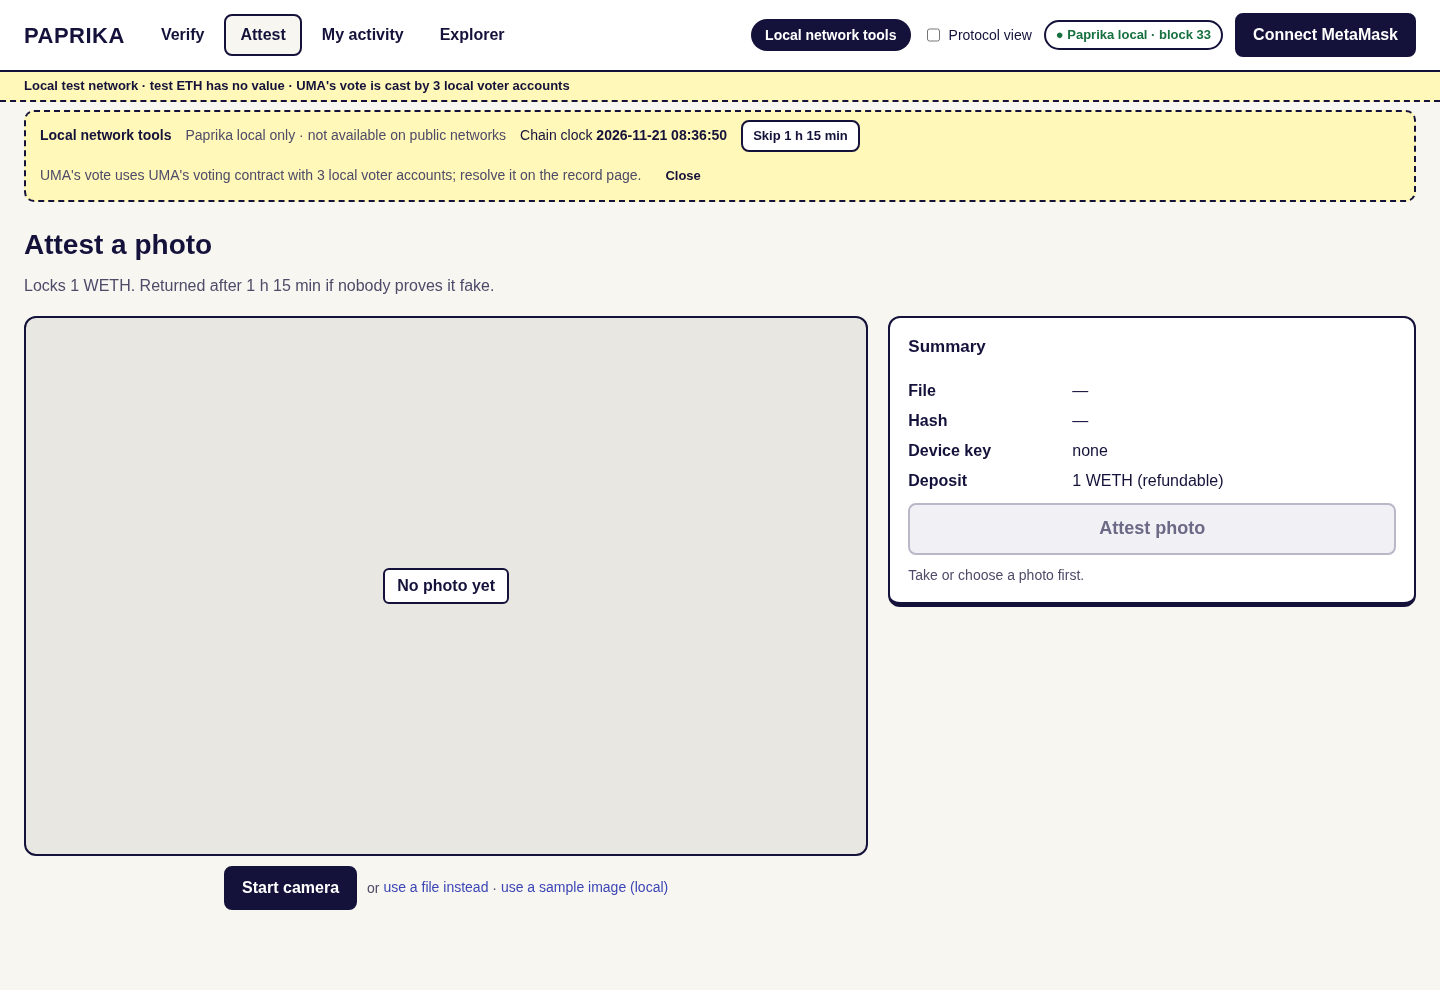 PAPRIKA Verify Attest My activity Explorer Local network tools Protocol view ● Paprika local · block 33 Connect MetaMask
Local test network · test ETH has no value · UMA's vote is cast by 3 local voter accounts
Local network tools Paprika local only · not available on public networks Chain clock 2026-11-21 08:36:50 Skip 1 h 15 min
UMA's vote uses UMA's voting contract with 3 local voter accounts; resolve it on the record page. Close
Attest a photo
Locks 1 WETH. Returned after 1 h 15 min if nobody proves it fake.
No photo yet
Start camera or use a file instead · use a sample image (local)
Summary
File —
Hash —
Device key none
Deposit 1 WETH (refundable)
Attest photo
Take or choose a photo first.